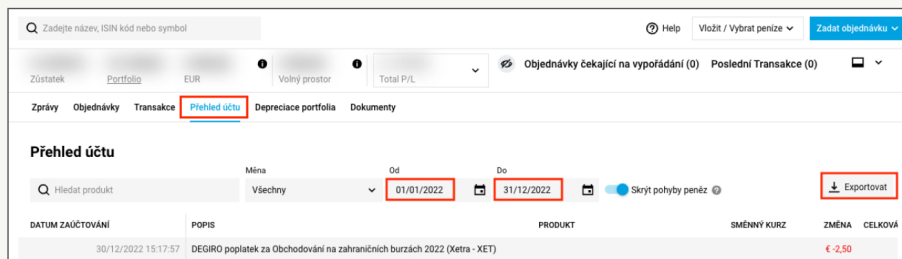 Zadejte název, ISIN kód nebo symbol Help Vložit / Vybrat peníze Zadat objednávku
Objednávky čekající na vypořádání (0) Poslední Transakce (0)
Zůstatek Portfolio EUR Volný prostor Total P/L
Zprávy Objednávky Transakce Přehled účtu Depreciace portfolia Dokumenty
Přehled účtu
Měna Od Do
Hledat produkt Všechny 01/01/2022 31/12/2022 Skrýt pohyby peněz Exportovat
DATUM ZAÚČTOVÁNÍ POPIS PRODUKT SMĚNNÝ KURZ ZMĚNA CELKOVÁ
30/12/2022 15:17:57 DEGIRO poplatek za Obchodování na zahraničních burzách 2022 (Xetra - XET) € -2,50